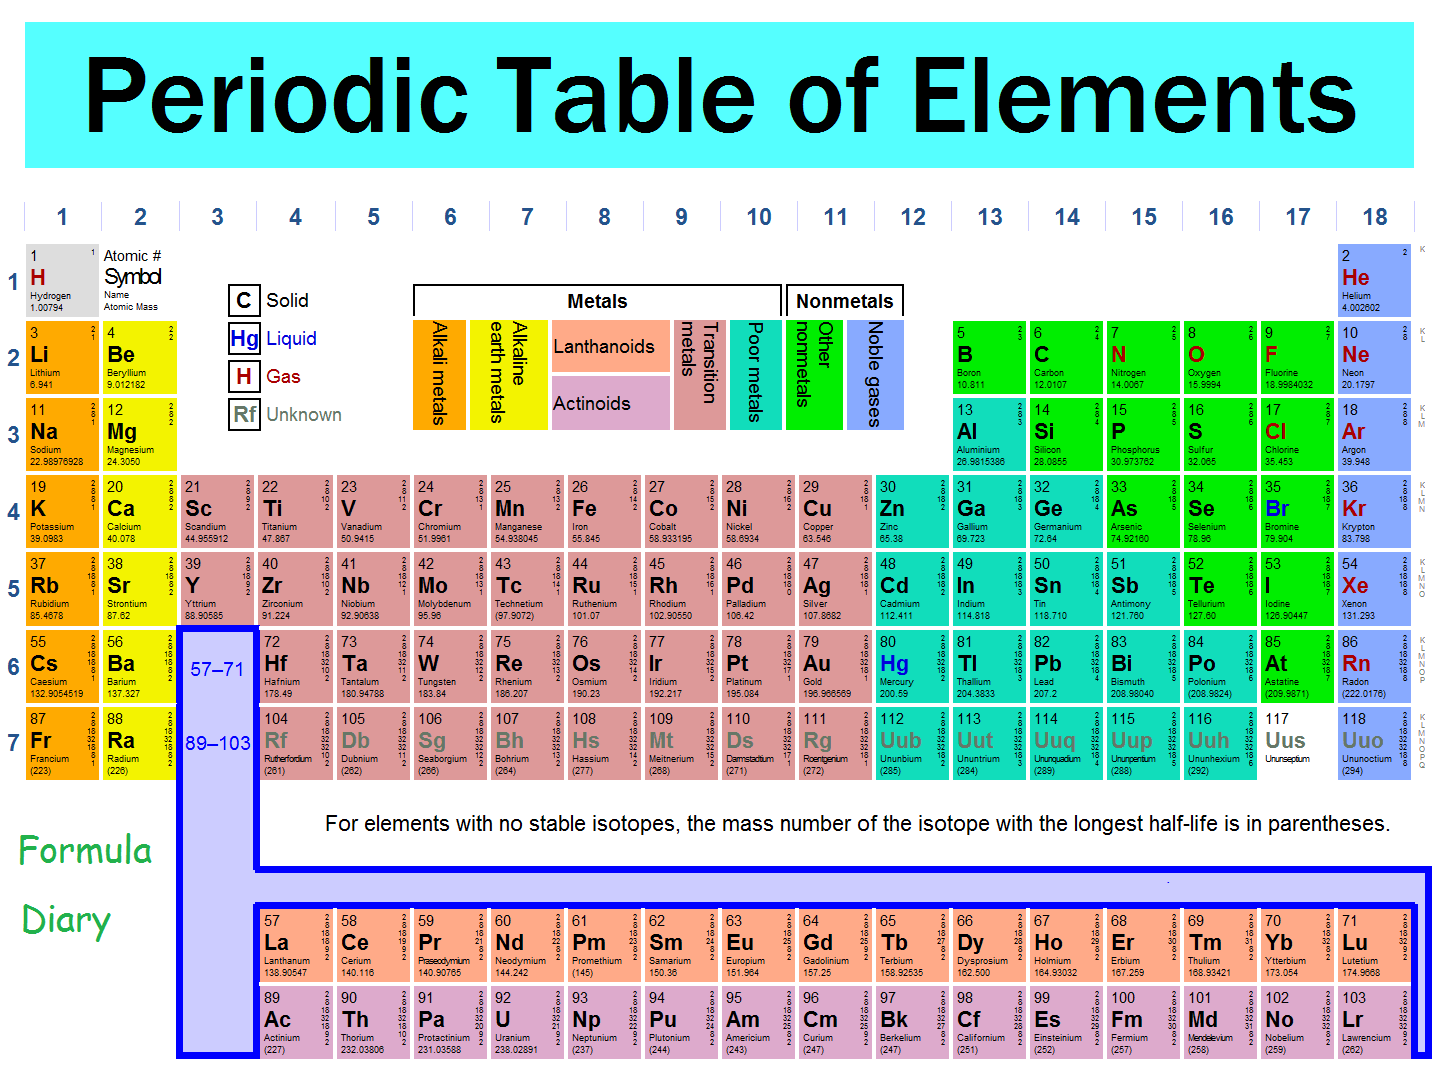 Periodic Table of Elements
1 2 3 4 5 6 7 8 9 10 11 12 13 14 15 16 17 18
1
1 H Hydrogen 1.00794
Atomic #
Symbol
Name
Atomic Mass
2 He Helium 4.002602
K
C Solid
Hg Liquid
H Gas
Rf Unknown
Metals
Nonmetals
Alkali metals
Alkaline earth metals
Lanthanoids
Actinoids
Transition metals
Poor metals
Other nonmetals
Noble gases
2
3 Li Lithium 6.941
4 Be Beryllium 9.012182
5 B Boron 10.811
6 C Carbon 12.0107
7 N Nitrogen 14.0067
8 O Oxygen 15.9994
9 F Fluorine 18.9984032
10 Ne Neon 20.1797
K L
3
11 Na Sodium 22.98976928
12 Mg Magnesium 24.3050
13 Al Aluminium 26.9815386
14 Si Silicon 28.0855
15 P Phosphorus 30.973762
16 S Sulfur 32.065
17 Cl Chlorine 35.453
18 Ar Argon 39.948
K L M
4
19 K Potassium 39.0983
20 Ca Calcium 40.078
21 Sc Scandium 44.955912
22 Ti Titanium 47.867
23 V Vanadium 50.9415
24 Cr Chromium 51.9961
25 Mn Manganese 54.938045
26 Fe Iron 55.845
27 Co Cobalt 58.933195
28 Ni Nickel 58.6934
29 Cu Copper 63.546
30 Zn Zinc 65.38
31 Ga Gallium 69.723
32 Ge Germanium 72.64
33 As Arsenic 74.92160
34 Se Selenium 78.96
35 Br Bromine 79.904
36 Kr Krypton 83.798
K L M N
5
37 Rb Rubidium 85.4678
38 Sr Strontium 87.62
39 Y Yttrium 88.90585
40 Zr Zirconium 91.224
41 Nb Niobium 92.90638
42 Mo Molybdenum 95.96
43 Tc Technetium (97.9072)
44 Ru Ruthenium 101.07
45 Rh Rhodium 102.90550
46 Pd Palladium 106.42
47 Ag Silver 107.8682
48 Cd Cadmium 112.411
49 In Indium 114.818
50 Sn Tin 118.710
51 Sb Antimony 121.760
52 Te Tellurium 127.60
53 I Iodine 126.90447
54 Xe Xenon 131.293
K L M N O
6
55 Cs Caesium 132.9054519
56 Ba Barium 137.327
57–71
72 Hf Hafnium 178.49
73 Ta Tantalum 180.94788
74 W Tungsten 183.84
75 Re Rhenium 186.207
76 Os Osmium 190.23
77 Ir Iridium 192.217
78 Pt Platinum 195.084
79 Au Gold 196.966569
80 Hg Mercury 200.59
81 Tl Thallium 204.3833
82 Pb Lead 207.2
83 Bi Bismuth 208.98040
84 Po Polonium (208.9824)
85 At Astatine (209.9871)
86 Rn Radon (222.0176)
K L M N O P
7
87 Fr Francium (223)
88 Ra Radium (226)
89–103
104 Rf Rutherfordium (261)
105 Db Dubnium (262)
106 Sg Seaborgium (266)
107 Bh Bohrium (264)
108 Hs Hassium (277)
109 Mt Meitnerium (268)
110 Ds Darmstadtium (271)
111 Rg Roentgenium (272)
112 Uub Ununbium (285)
113 Uut Ununtrium (284)
114 Uuq Ununquadium (289)
115 Uup Ununpentium (288)
116 Uuh Ununhexium (292)
117 Uus Ununseptium
118 Uuo Ununoctium (294)
K L M N O P Q
For elements with no stable isotopes, the mass number of the isotope with the longest half-life is in parentheses.
Formula
Diary
57 La Lanthanum 138.90547
58 Ce Cerium 140.116
59 Pr Praseodymium 140.90765
60 Nd Neodymium 144.242
61 Pm Promethium (145)
62 Sm Samarium 150.36
63 Eu Europium 151.964
64 Gd Gadolinium 157.25
65 Tb Terbium 158.92535
66 Dy Dysprosium 162.500
67 Ho Holmium 164.93032
68 Er Erbium 167.259
69 Tm Thulium 168.93421
70 Yb Ytterbium 173.054
71 Lu Lutetium 174.9668
89 Ac Actinium (227)
90 Th Thorium 232.03806
91 Pa Protactinium 231.03588
92 U Uranium 238.02891
93 Np Neptunium (237)
94 Pu Plutonium (244)
95 Am Americium (243)
96 Cm Curium (247)
97 Bk Berkelium (247)
98 Cf Californium (251)
99 Es Einsteinium (252)
100 Fm Fermium (257)
101 Md Mendelevium (258)
102 No Nobelium (259)
103 Lr Lawrencium (262)